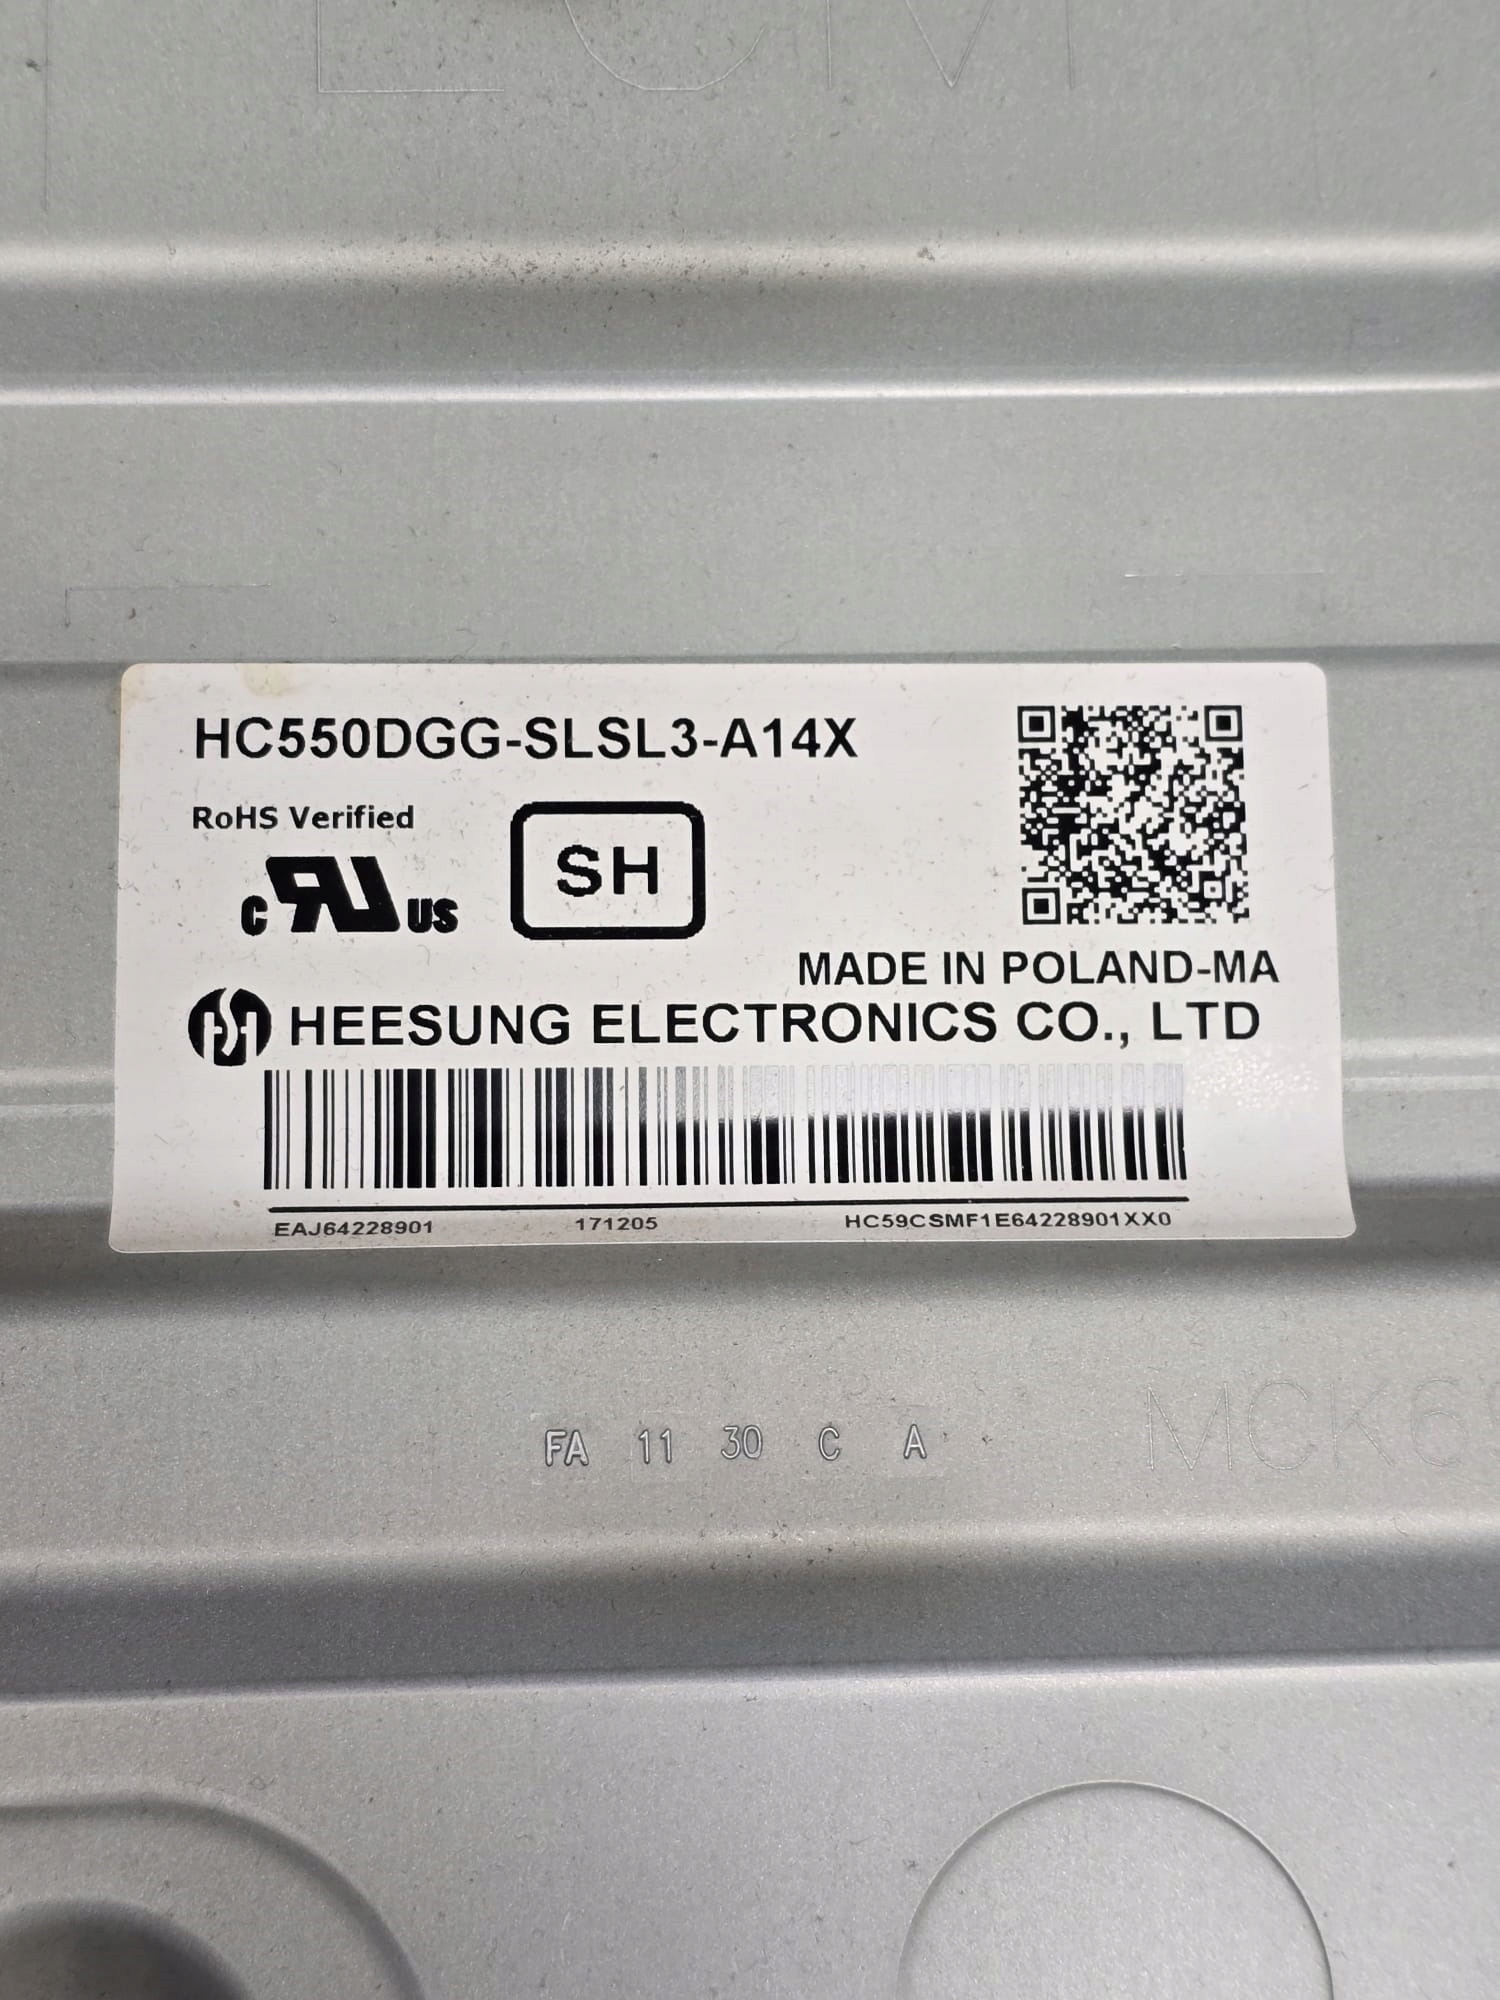 HC550DGG-SLSL3-A14X
RoHS Verified
SH
c RU US
MADE IN POLAND-MA
HEESUNG ELECTRONICS CO., LTD
EAJ64228901 171205 HC59CSMF1E64228901XX0
FA 11 30 C A